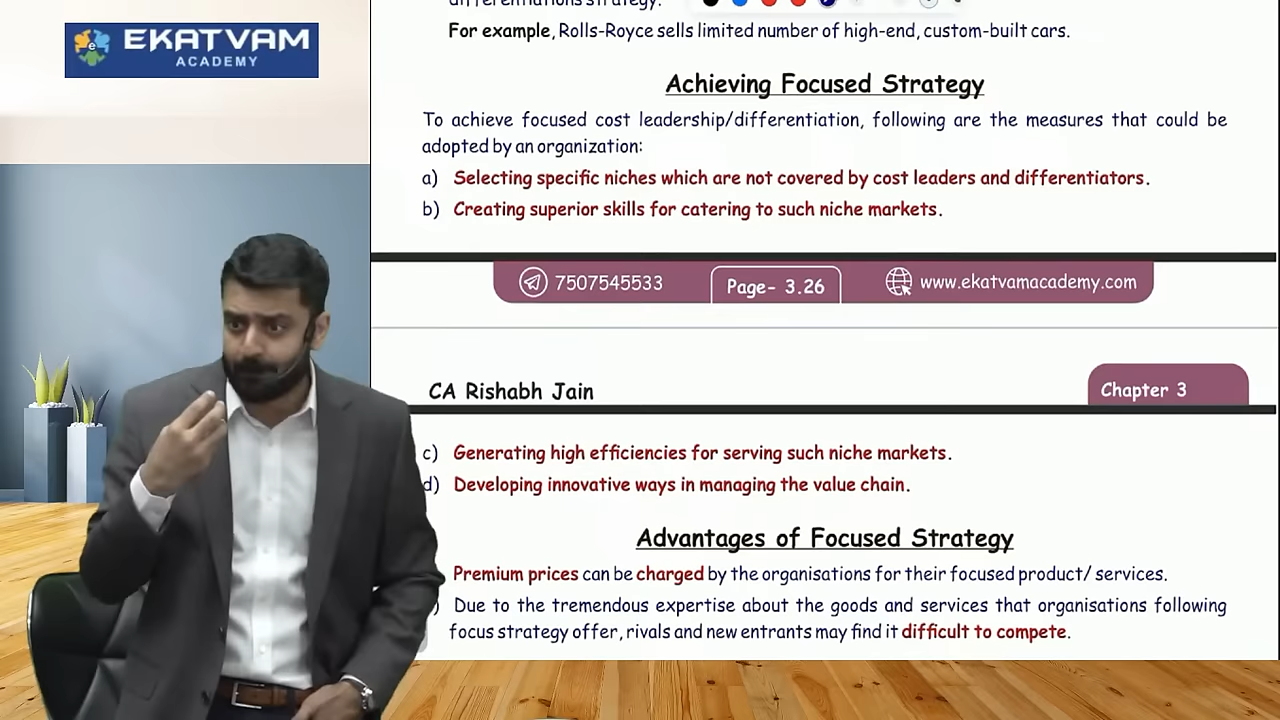 EKATVAM
ACADEMY
differentiations strategy.
For example, Rolls-Royce sells limited number of high-end, custom-built cars.
Achieving Focused Strategy
To achieve focused cost leadership/differentiation, following are the measures that could be
adopted by an organization:
a) Selecting specific niches which are not covered by cost leaders and differentiators.
b) Creating superior skills for catering to such niche markets.
7507545533
Page- 3.26
www.ekatvamacademy.com
CA Rishabh Jain
Chapter 3
c) Generating high efficiencies for serving such niche markets.
d) Developing innovative ways in managing the value chain.
Advantages of Focused Strategy
Premium prices can be charged by the organisations for their focused product/ services.
) Due to the tremendous expertise about the goods and services that organisations following
focus strategy offer, rivals and new entrants may find it difficult to compete.